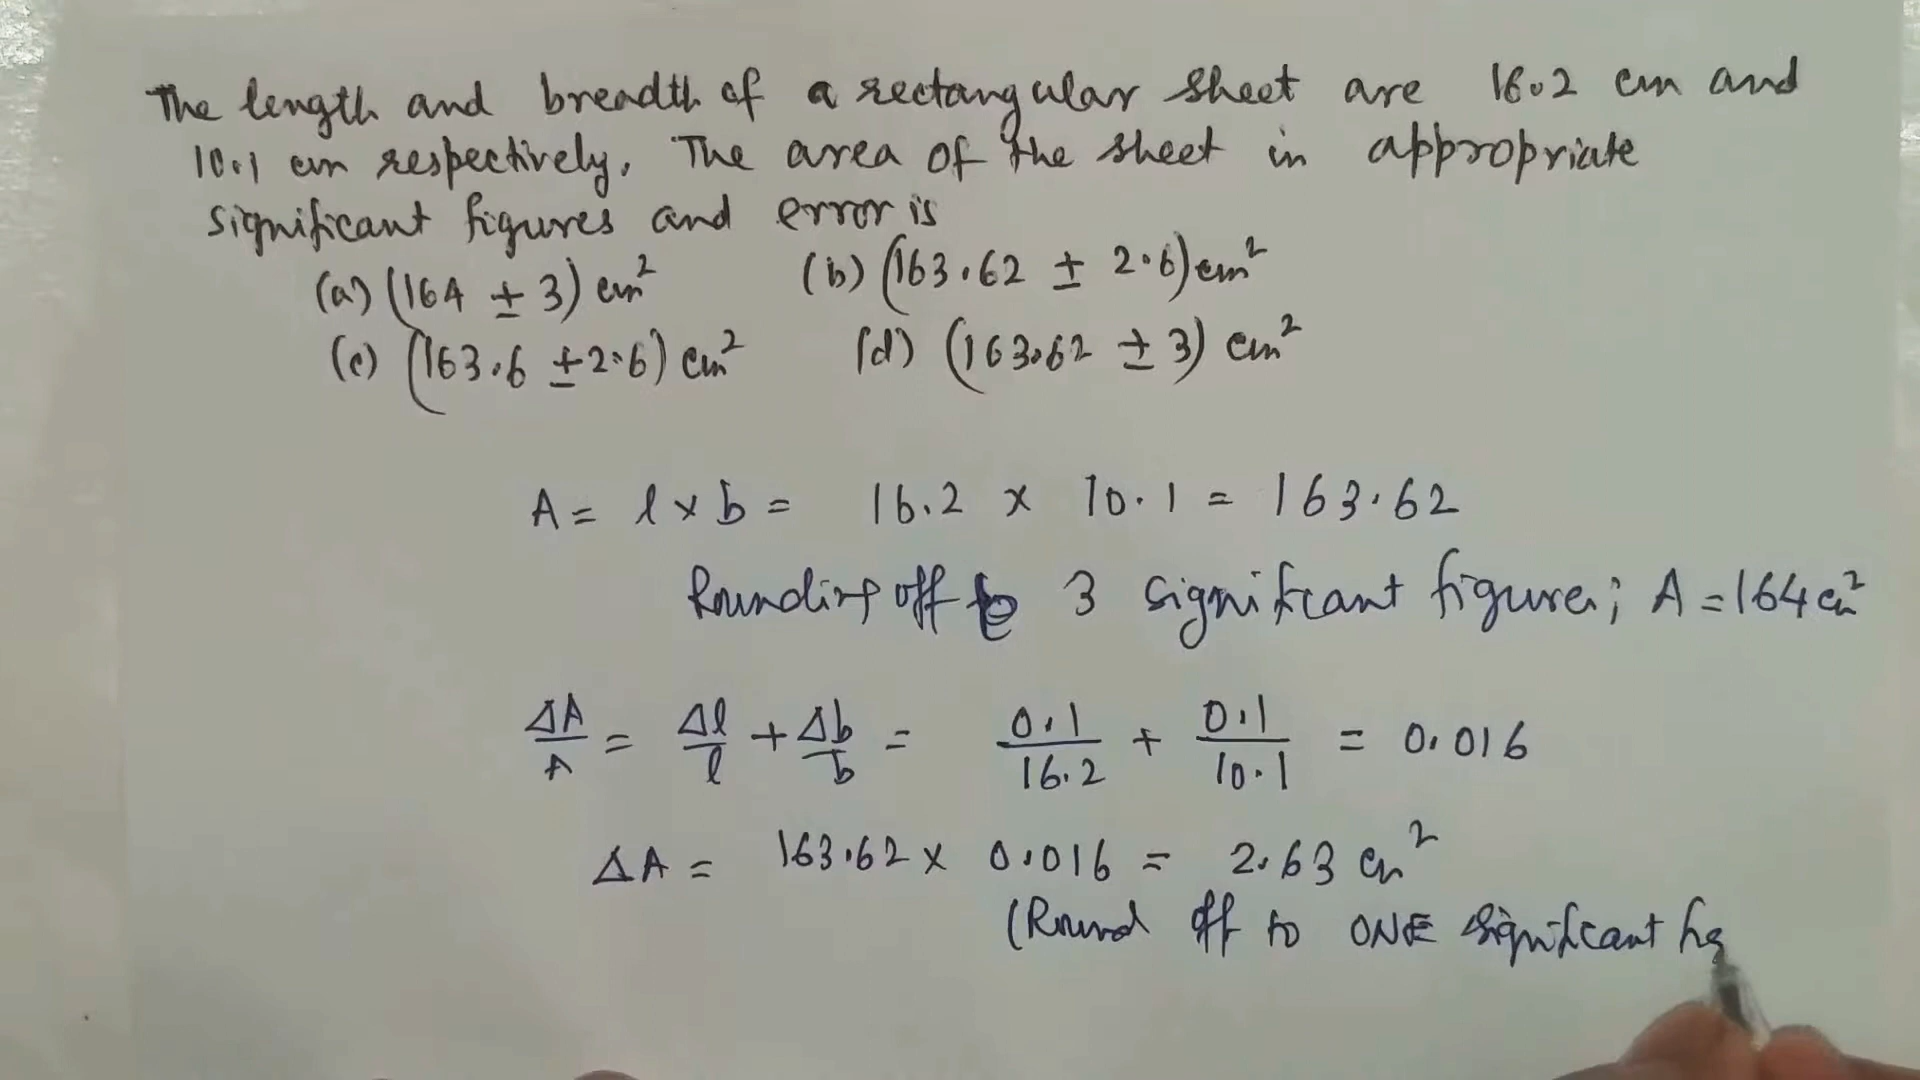 The length and breadth of a rectangular sheet are 16.2 cm and
10.1 cm respectively. The area of the sheet in appropriate
significant figures and error is
(a) (164 ± 3) cm² (b) (163.62 ± 2.6) cm²
(c) (163.6 ± 2.6) cm² (d) (163.62 ± 3) cm²
A = l × b = 16.2 × 10.1 = 163.62
Rounding off to 3 significant figures; A = 164 cm²
ΔA/A = Δl/l + Δb/b = 0.1/16.2 + 0.1/10.1 = 0.016
ΔA = 163.62 × 0.016 = 2.63 cm²
(Round off to ONE significant fig